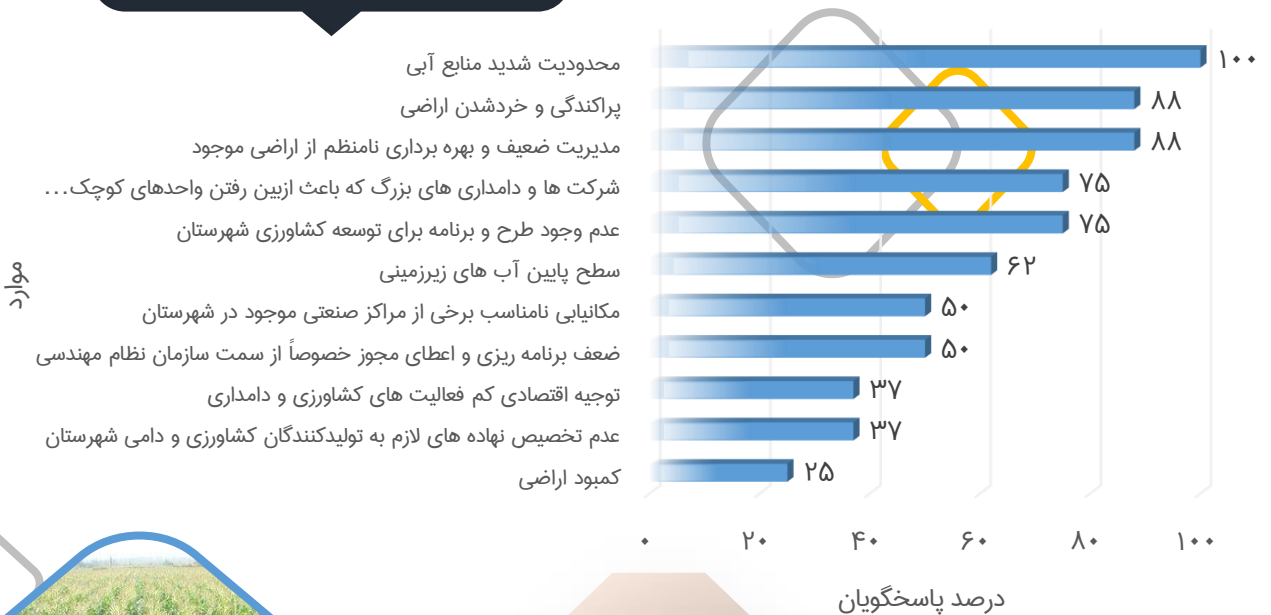 محدودیت شدید منابع آبی
۱۰۰
پراکندگی و خردشدن اراضی
۸۸
مدیریت ضعیف و بهره برداری نامنظم از اراضی موجود
۸۸
شرکت ها و دامداری های بزرگ که باعث ازبین رفتن واحدهای کوچک...
۷۵
عدم وجود طرح و برنامه برای توسعه کشاورزی شهرستان
۷۵
سطح پایین آب های زیرزمینی
۶۲
مکانیابی نامناسب برخی از مراکز صنعتی موجود در شهرستان
۵۰
ضعف برنامه ریزی و اعطای مجوز خصوصاً از سمت سازمان نظام مهندسی
۵۰
توجیه اقتصادی کم فعالیت های کشاورزی و دامداری
۳۷
عدم تخصیص نهاده های لازم به تولیدکنندگان کشاورزی و دامی شهرستان
۳۷
کمبود اراضی
۲۵
موارد
۰ ۲۰ ۴۰ ۶۰ ۸۰ ۱۰۰
درصد پاسخگویان